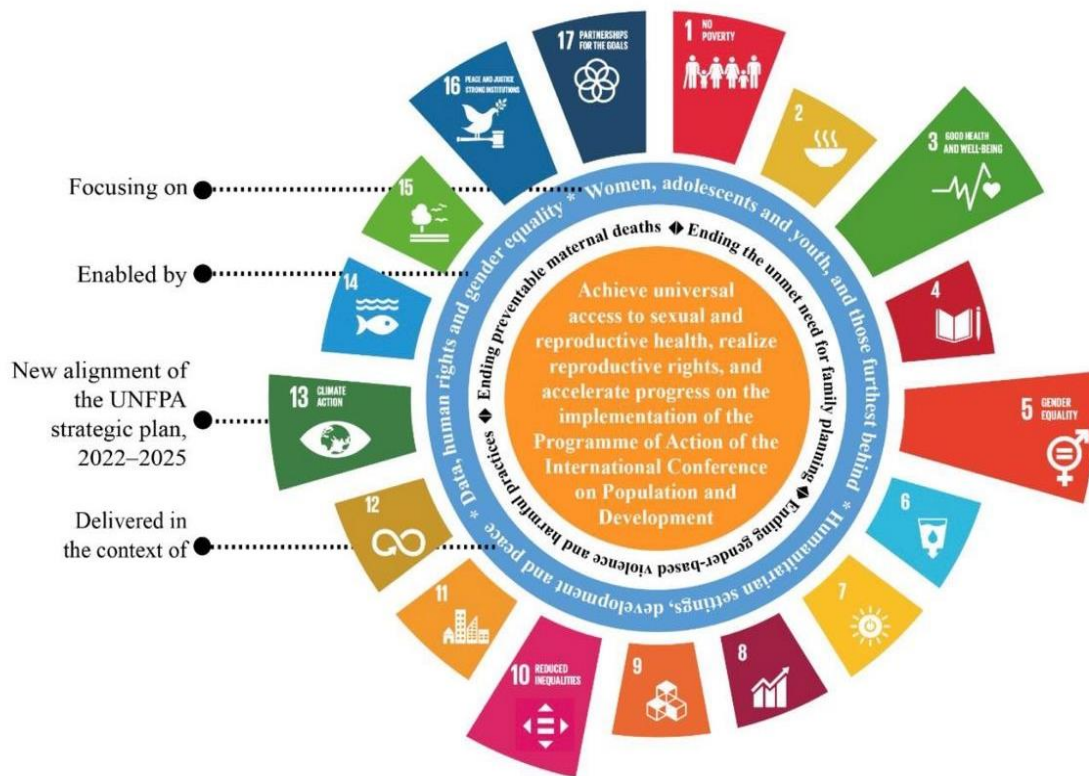 17 PARTNERSHIPS
FOR THE GOALS
1 NO
POVERTY
2
3 GOOD HEALTH
AND WELL-BEING
4
5 GENDER
EQUALITY
6
7
8
9
10 REDUCED
INEQUALITIES
11
12
13 CLIMATE
ACTION
14
15
16 PEACE AND JUSTICE
STRONG INSTITUTIONS
Focusing on
Enabled by
New alignment of
the UNFPA
strategic plan,
2022–2025
Delivered in
the context of
* Women, adolescents and youth, and those furthest behind
* Humanitarian settings, development and peace
* Data, human rights and gender equality
Ending preventable maternal deaths
Ending the unmet need for family planning
Ending gender-based violence and harmful practices
Achieve universal
access to sexual and
reproductive health, realize
reproductive rights, and
accelerate progress on the
implementation of the
Programme of Action of the
International Conference
on Population and
Development